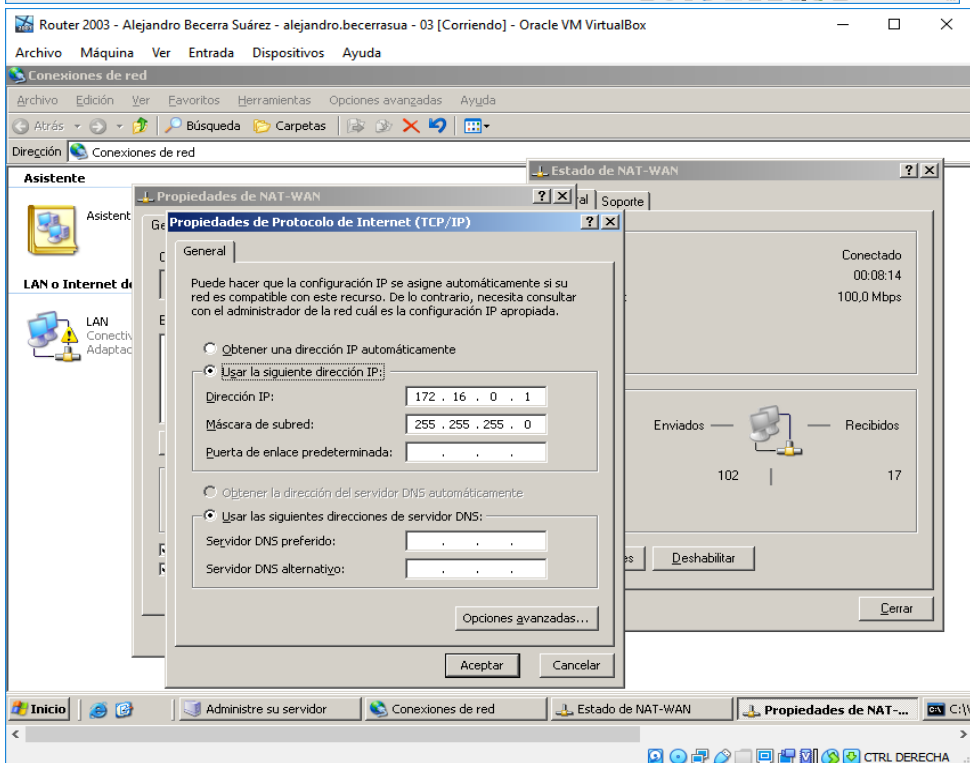 Router 2003 - Alejandro Becerra Suárez - alejandro.becerrasua - 03 [Corriendo] - Oracle VM VirtualBox
Archivo Máquina Ver Entrada Dispositivos Ayuda
Conexiones de red
Archivo Edición Ver Favoritos Herramientas Opciones avanzadas Ayuda
Atrás Búsqueda Carpetas
Dirección Conexiones de red
Asistente
Asistent
LAN o Internet de
LAN
Conectiv
Adaptac
Estado de NAT-WAN
al Soporte
Conectado
00:08:14
100,0 Mbps
Enviados — — Recibidos
102 | 17
es Deshabilitar
Cerrar
Propiedades de NAT-WAN
Ge
Propiedades de Protocolo de Internet (TCP/IP)
General
Puede hacer que la configuración IP se asigne automáticamente si su
red es compatible con este recurso. De lo contrario, necesita consultar
con el administrador de la red cuál es la configuración IP apropiada.
Obtener una dirección IP automáticamente
Usar la siguiente dirección IP:
Dirección IP: 172 . 16 . 0 . 1
Máscara de subred: 255 . 255 . 255 . 0
Puerta de enlace predeterminada: . . .
Obtener la dirección del servidor DNS automáticamente
Usar las siguientes direcciones de servidor DNS:
Servidor DNS preferido: . . .
Servidor DNS alternativo: . . .
Opciones avanzadas...
Aceptar Cancelar
Inicio Administre su servidor Conexiones de red Estado de NAT-WAN Propiedades de NAT-... C:\
CTRL DERECHA